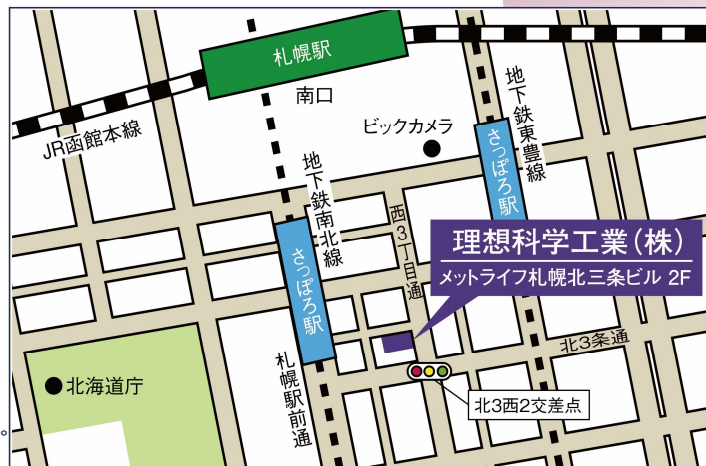 札幌駅
南口
JR函館本線
ビックカメラ
地下鉄東豊線
さっぽろ駅
地下鉄南北線
さっぽろ駅
西3丁目通
理想科学工業(株)
メットライフ札幌北三条ビル 2F
北3条通
札幌駅前通
北海道庁
北3西2交差点
。